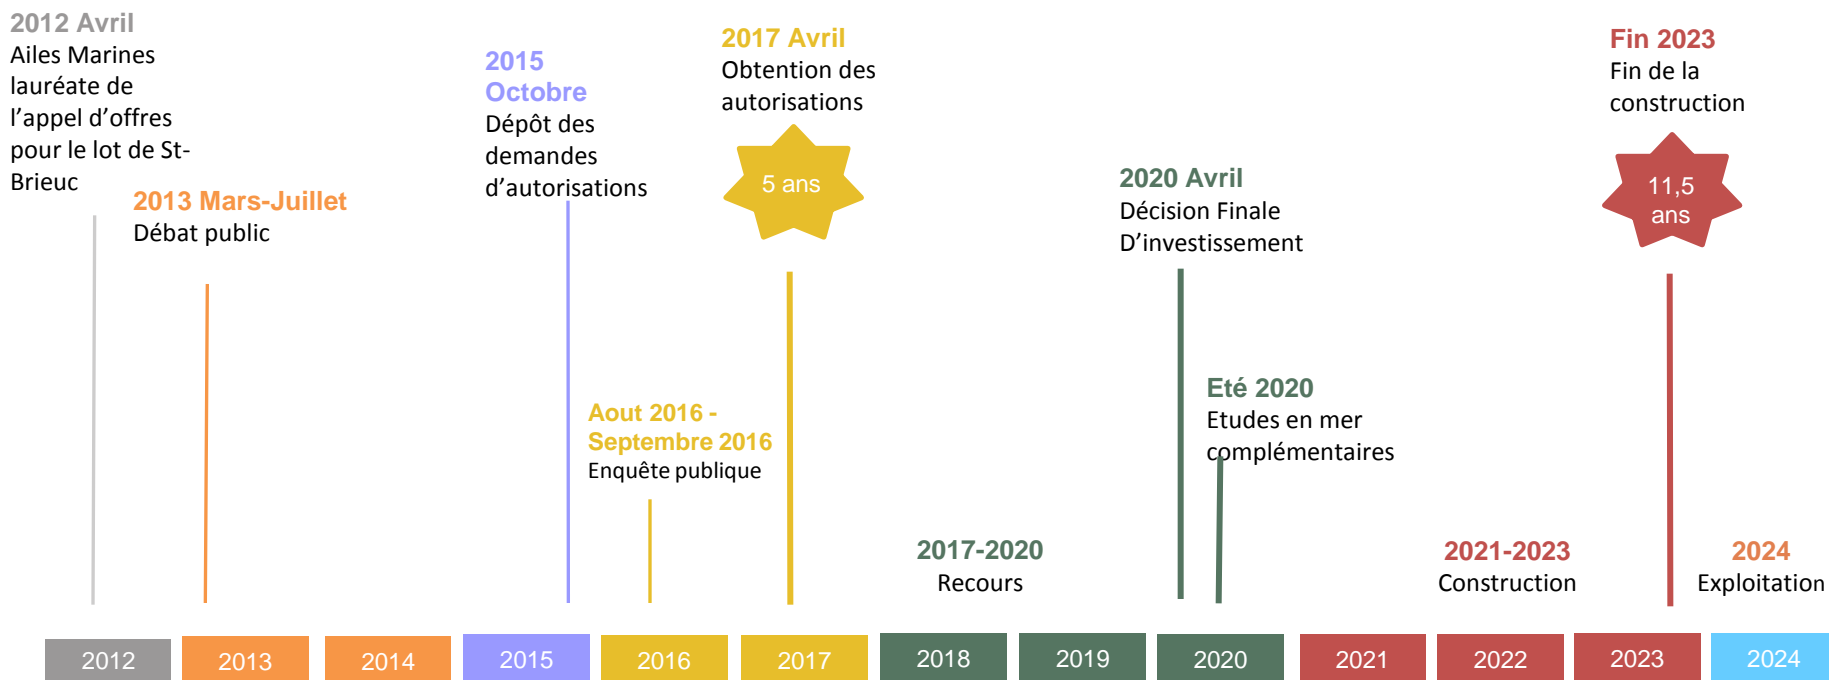 2012 Avril
Ailes Marines
lauréate de
l’appel d’offres
pour le lot de St-
Brieuc
2013 Mars-Juillet
Débat public
2015
Octobre
Dépôt des
demandes
d’autorisations
Aout 2016 -
Septembre 2016
Enquête publique
2017 Avril
Obtention des
autorisations
5 ans
2017-2020
Recours
2020 Avril
Décision Finale
D’investissement
Eté 2020
Etudes en mer
complémentaires
2021-2023
Construction
Fin 2023
Fin de la
construction
11,5
ans
2024
Exploitation
2012
2013
2014
2015
2016
2017
2018
2019
2020
2021
2022
2023
2024